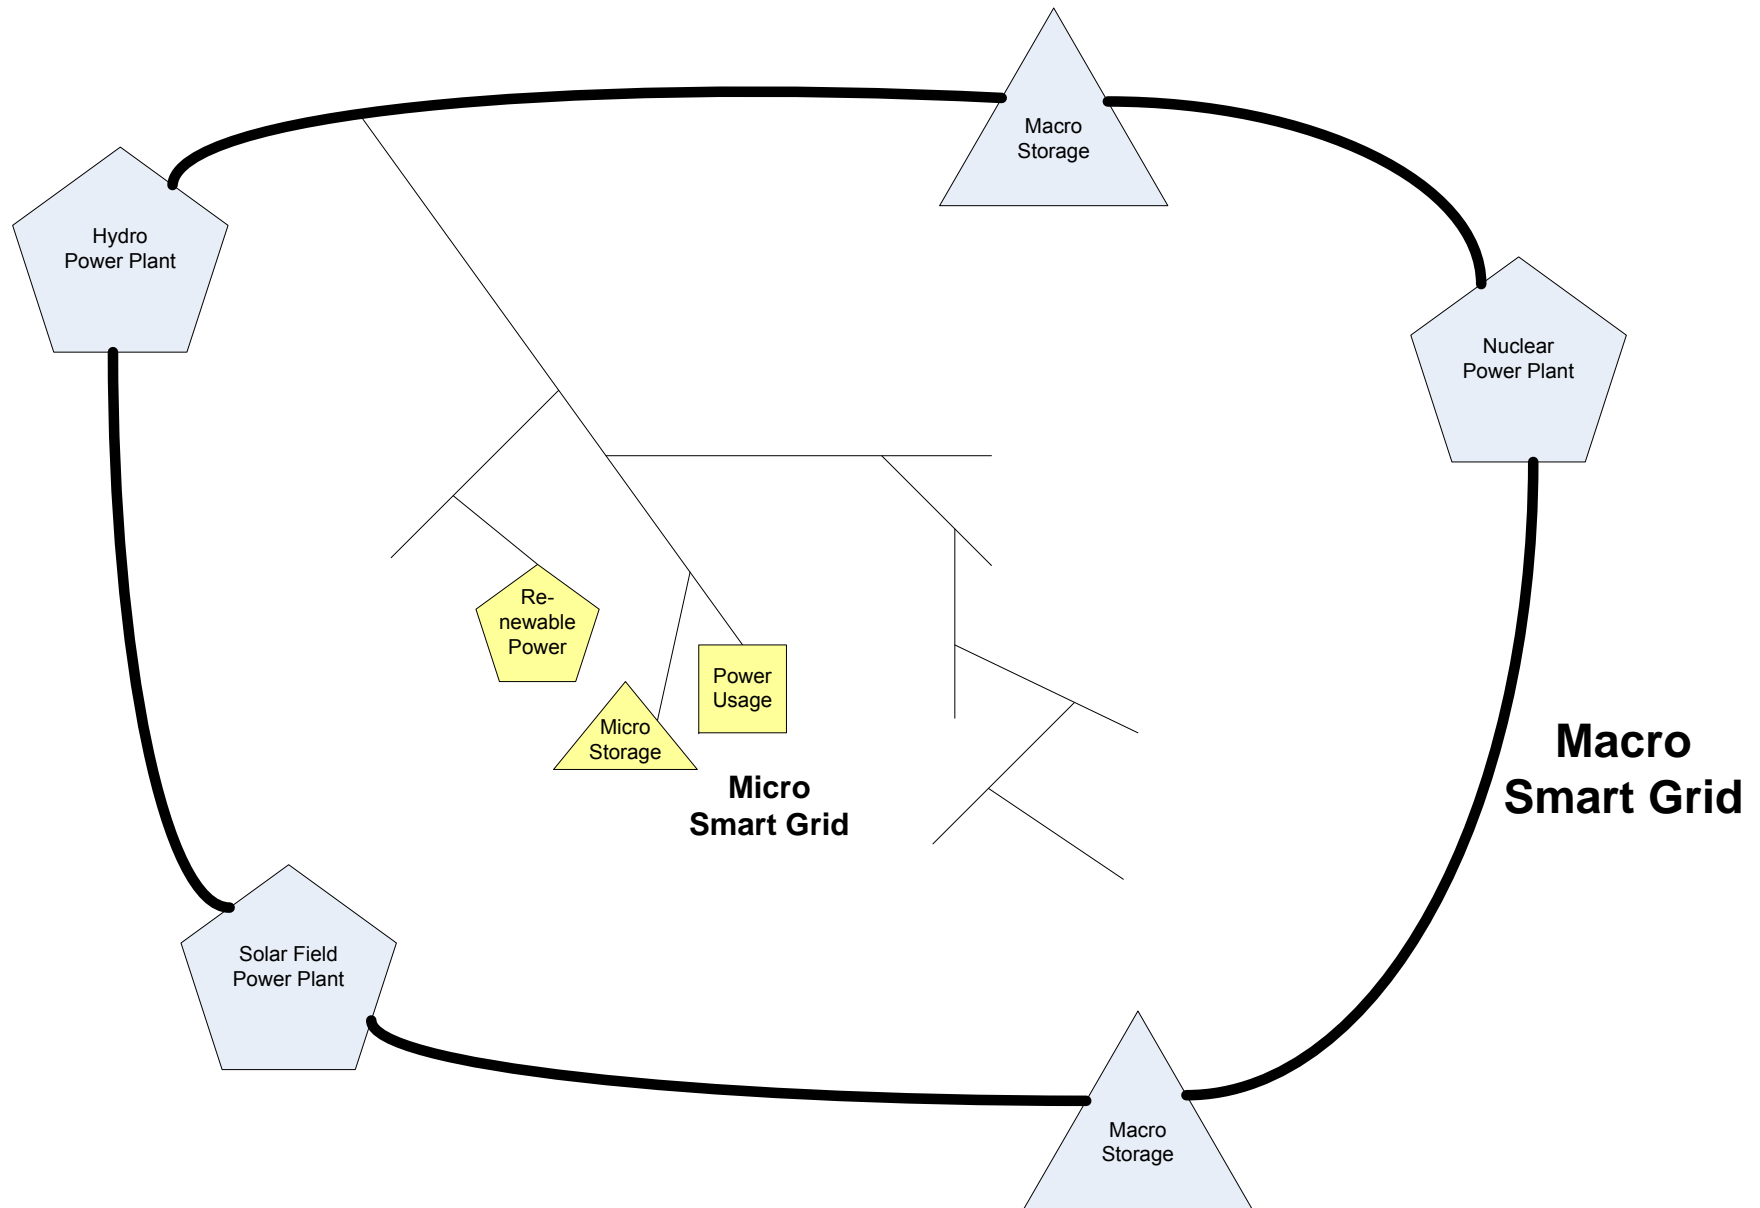 Macro
Storage
Hydro
Power Plant
Nuclear
Power Plant
Re-
newable
Power
Power
Usage
Micro
Storage
Micro
Smart Grid
Macro
Smart Grid
Solar Field
Power Plant
Macro
Storage